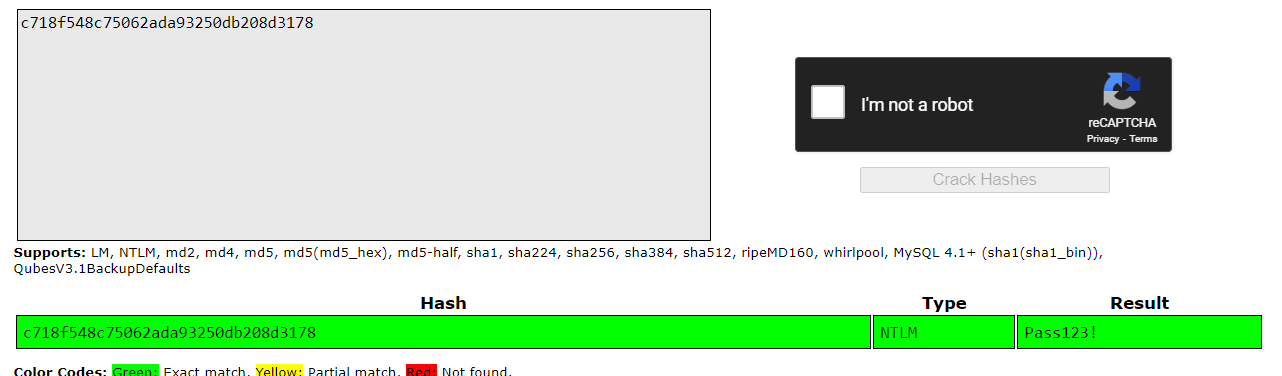 c718f548c75062ada93250db208d3178
I'm not a robot
reCAPTCHA
Privacy - Terms
Crack Hashes
Supports: LM, NTLM, md2, md4, md5, md5(md5_hex), md5-half, sha1, sha224, sha256, sha384, sha512, ripeMD160, whirlpool, MySQL 4.1+ (sha1(sha1_bin)),
QubesV3.1BackupDefaults
Hash Type Result
c718f548c75062ada93250db208d3178 NTLM Pass123!
Color Codes: Green: Exact match, Yellow: Partial match, Red: Not found.